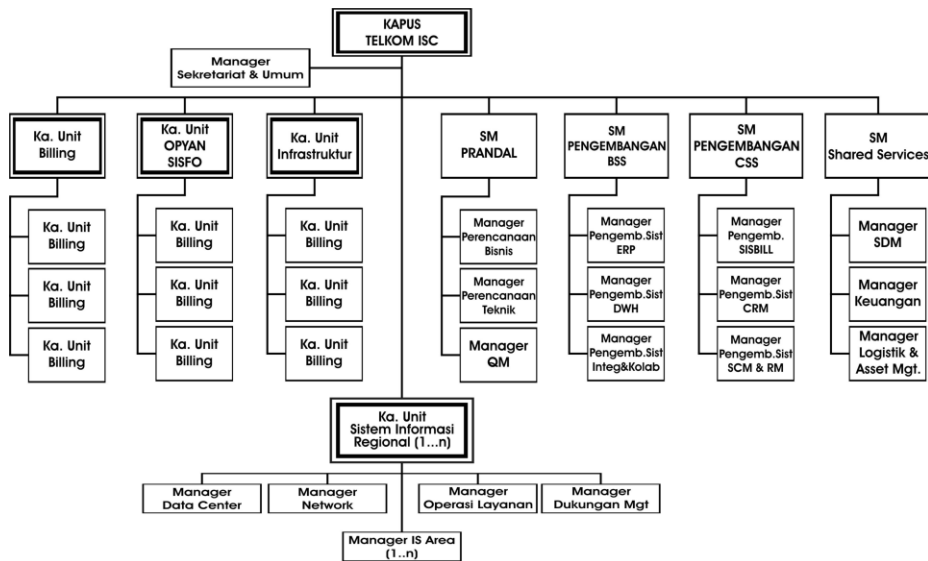 KAPUS
TELKOM ISC
Manager
Sekretariat & Umum
Ka. Unit
Billing
Ka. Unit
OPYAN
SISFO
Ka. Unit
Infrastruktur
SM
PRANDAL
SM
PENGEMBANGAN
BSS
SM
PENGEMBANGAN
CSS
SM
Shared Services
Ka. Unit
Billing
Ka. Unit
Billing
Ka. Unit
Billing
Manager
Perencanaan
Bisnis
Manager
Pengemb.Sist
ERP
Manager
Pengemb.
SISBILL
Manager
SDM
Ka. Unit
Billing
Ka. Unit
Billing
Ka. Unit
Billing
Manager
Perencanaan
Teknik
Manager
Pengemb.Sist
DWH
Manager
Pengemb.Sist
CRM
Manager
Keuangan
Ka. Unit
Billing
Ka. Unit
Billing
Ka. Unit
Billing
Manager
QM
Manager
Pengemb.Sist
Integ&Kolab
Manager
Pengemb.Sist
SCM & RM
Manager
Logistik &
Asset Mgt.
Ka. Unit
Sistem Informasi
Regional (1...n)
Manager
Data Center
Manager
Network
Manager
Operasi Layanan
Manager
Dukungan Mgt
Manager IS Area
(1..n)